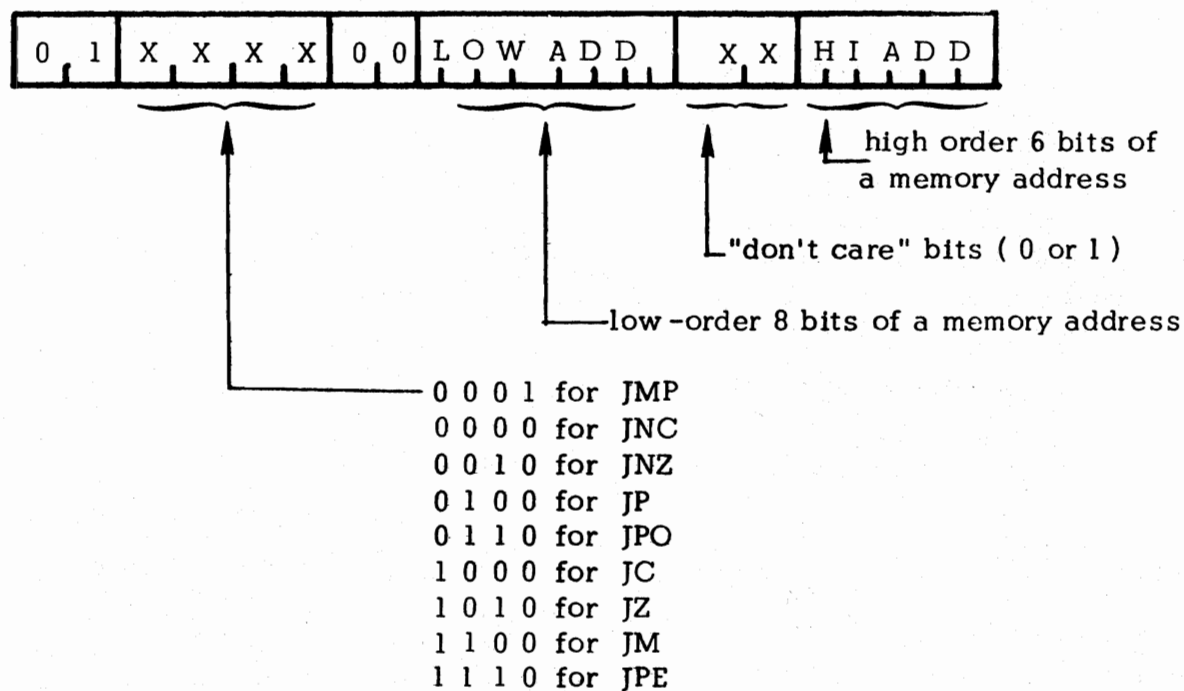 0 1 X X X X 0 0 LOW ADD X X HI ADD
high order 6 bits of
a memory address
"don't care" bits ( 0 or 1 )
low-order 8 bits of a memory address
0 0 0 1 for JMP
0 0 0 0 for JNC
0 0 1 0 for JNZ
0 1 0 0 for JP
0 1 1 0 for JPO
1 0 0 0 for JC
1 0 1 0 for JZ
1 1 0 0 for JM
1 1 1 0 for JPE